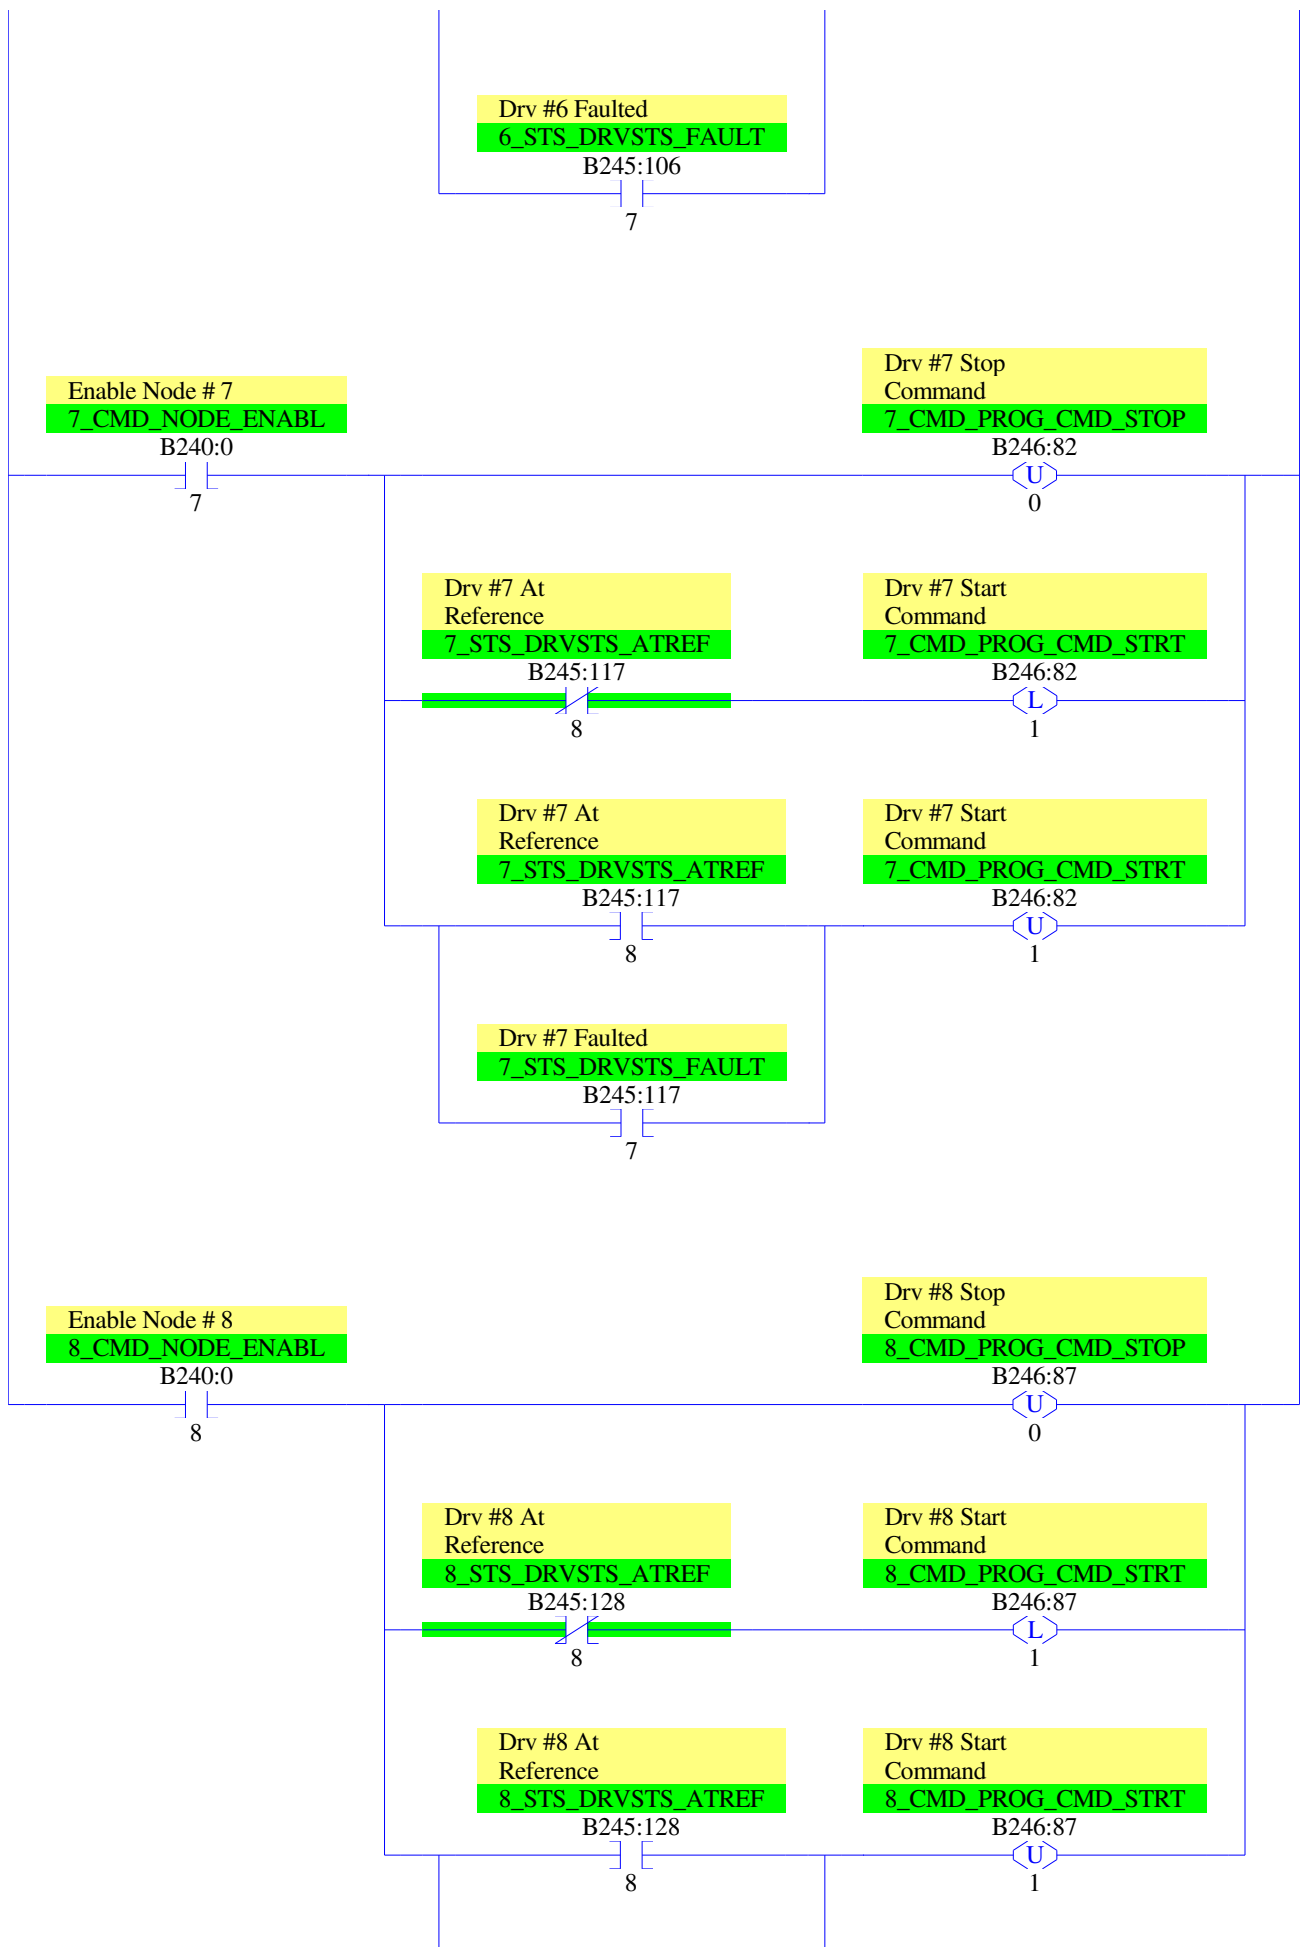 Drv #6 Faulted
6_STS_DRVSTS_FAULT
B245:106
7
Drv #7 Stop
Command
Enable Node # 7
7_CMD_NODE_ENABL
7_CMD_PROG_CMD_STOP
B240:0
B246:82
U
7
0
Drv #7 At
Reference
7_STS_DRVSTS_ATREF
B245:117
8
Drv #7 Start
Command
7_CMD_PROG_CMD_STRT
B246:82
L
1
Drv #7 At
Reference
7_STS_DRVSTS_ATREF
B245:117
8
Drv #7 Start
Command
7_CMD_PROG_CMD_STRT
B246:82
U
1
Drv #7 Faulted
7_STS_DRVSTS_FAULT
B245:117
7
Drv #8 Stop
Command
Enable Node # 8
8_CMD_NODE_ENABL
8_CMD_PROG_CMD_STOP
B240:0
B246:87
U
8
0
Drv #8 At
Reference
8_STS_DRVSTS_ATREF
B245:128
8
Drv #8 Start
Command
8_CMD_PROG_CMD_STRT
B246:87
L
1
Drv #8 At
Reference
8_STS_DRVSTS_ATREF
B245:128
8
Drv #8 Start
Command
8_CMD_PROG_CMD_STRT
B246:87
U
1